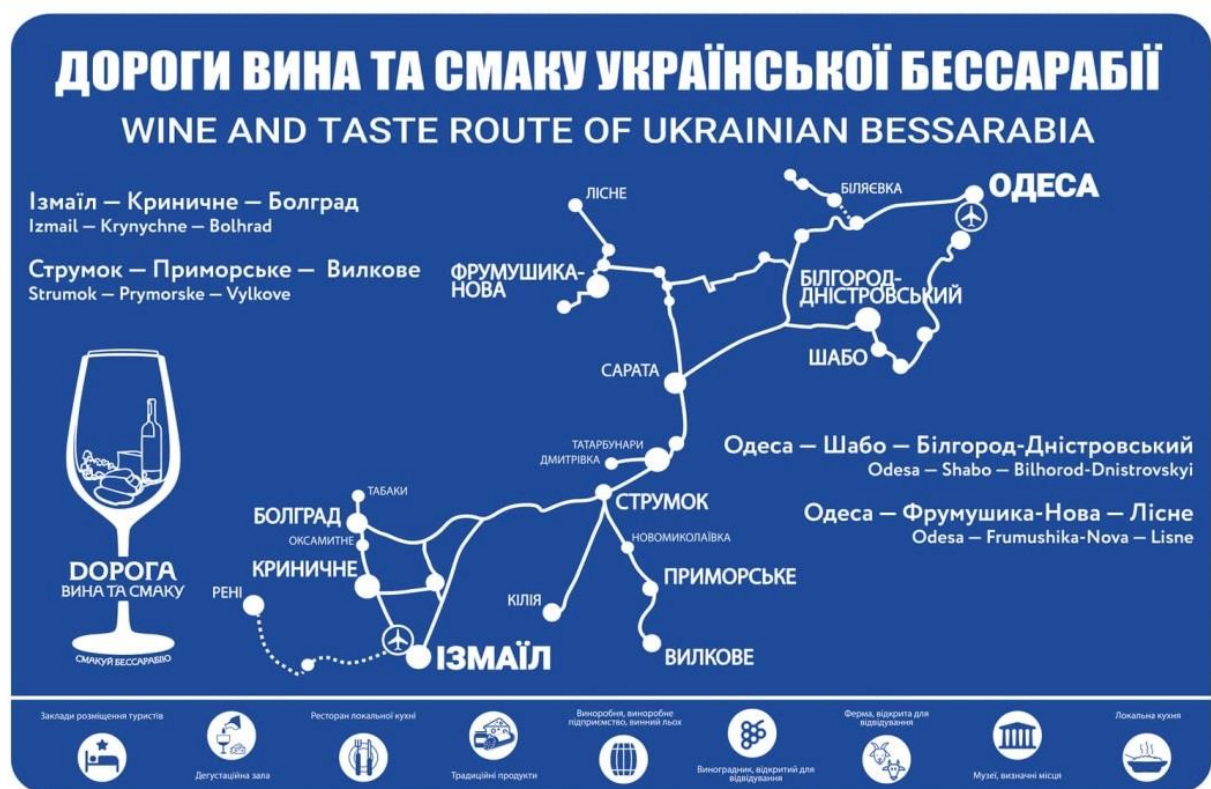 ДОРОГИ ВИНА ТА СМАКУ УКРАЇНСЬКОЇ БЕССАРАБІЇ
WINE AND TASTE ROUTE OF UKRAINIAN BESSARABIA
Ізмаїл — Криничне — Болград
Izmail — Krynychne — Bolhrad
Струмок — Приморське — Вилкове
Strumok — Prymorske — Vylkove
ЛІСНЕ
БІЛЯЄВКА
ОДЕСА
ФРУМУШИКА-
НОВА
БІЛГОРОД-
ДНІСТРОВСЬКИЙ
ШАБО
САРАТА
ТАТАРБУНАРИ
ДМИТРІВКА
Одеса — Шабо — Білгород-Дністровський
Odesa — Shabo — Bilhorod-Dnistrovskyi
Одеса — Фрумушика-Нова — Лісне
Odesa — Frumushika-Nova — Lisne
СТРУМОК
ТАБАКИ
БОЛГРАД
ОКСАМИТНЕ
КРИНИЧНЕ
НОВОМИКОЛАЇВКА
ПРИМОРСЬКЕ
РЕНІ
КІЛІЯ
ІЗМАЇЛ
ВИЛКОВЕ
DОРОГА
ВИНА ТА СМАКУ
СМАКУЙ БЕССАРАБІЮ
Заклади розміщення туристів
Дегустаційна зала
Ресторан локальної кухні
Традиційні продукти
Виноробня, виноробне
підприємство, винний льох
Виноградник, відкритий для
відвідування
Ферма, відкрита для
відвідування
Музеї, визначні місця
Локальна кухня